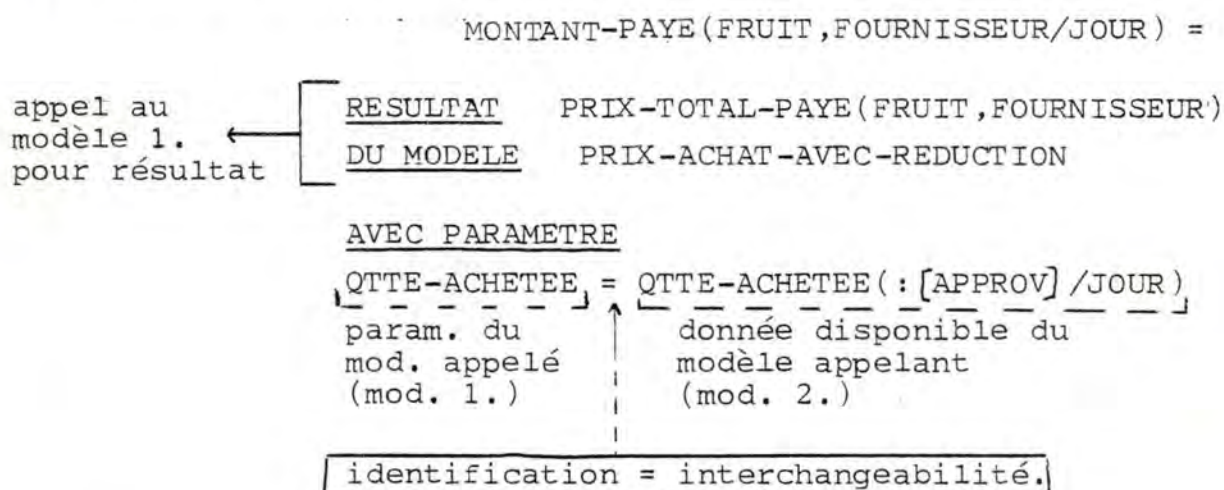 MONTANT-PAYE(FRUIT,FOURNISSEUR/JOUR) =
appel au
modèle 1.
pour résultat
RESULTAT PRIX-TOTAL-PAYE(FRUIT,FOURNISSEUR)
DU MODELE PRIX-ACHAT-AVEC-REDUCTION
AVEC PARAMETRE
QTTE-ACHETEE = QTTE-ACHETEE(:[APPROV]/JOUR)
param. du
mod. appelé
(mod. 1.)
donnée disponible du
modèle appelant
(mod. 2.)
identification = interchangeabilité.